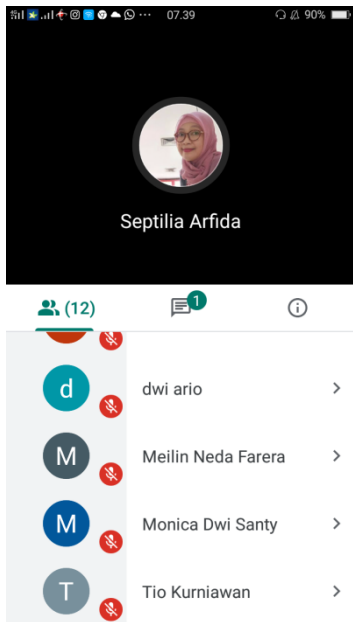 07.39
90%
Septilia Arfida
(12)
1
d
dwi ario
M
Meilin Neda Farera
M
Monica Dwi Santy
T
Tio Kurniawan